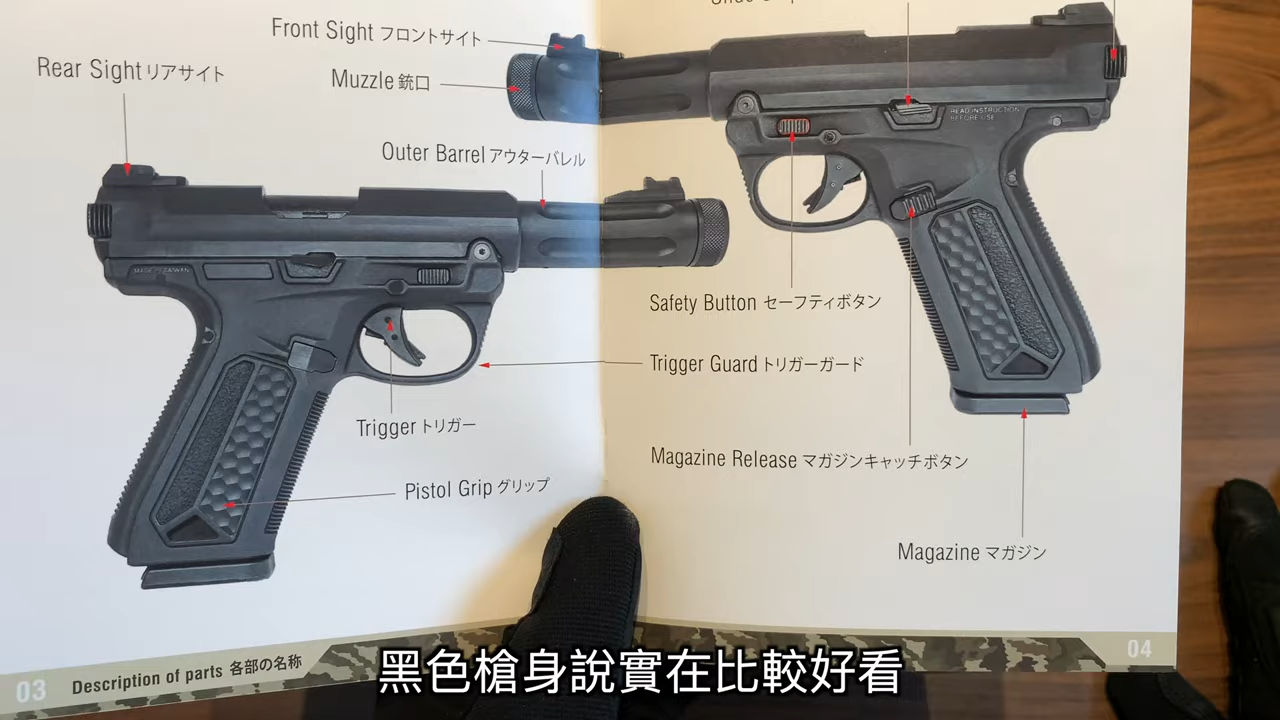 Front Sight フロントサイト
Rear Sight リアサイト
Muzzle 銃口
Outer Barrel アウターバレル
MADE IN TAIWAN
Trigger トリガー
Pistol Grip グリップ
READ INSTRUCTION
BEFORE USE
Safety Button セーフティボタン
Trigger Guard トリガーガード
Magazine Release マガジンキャッチボタン
Magazine マガジン
03 Description of parts 各部の名称
04
黑色槍身說實在比較好看